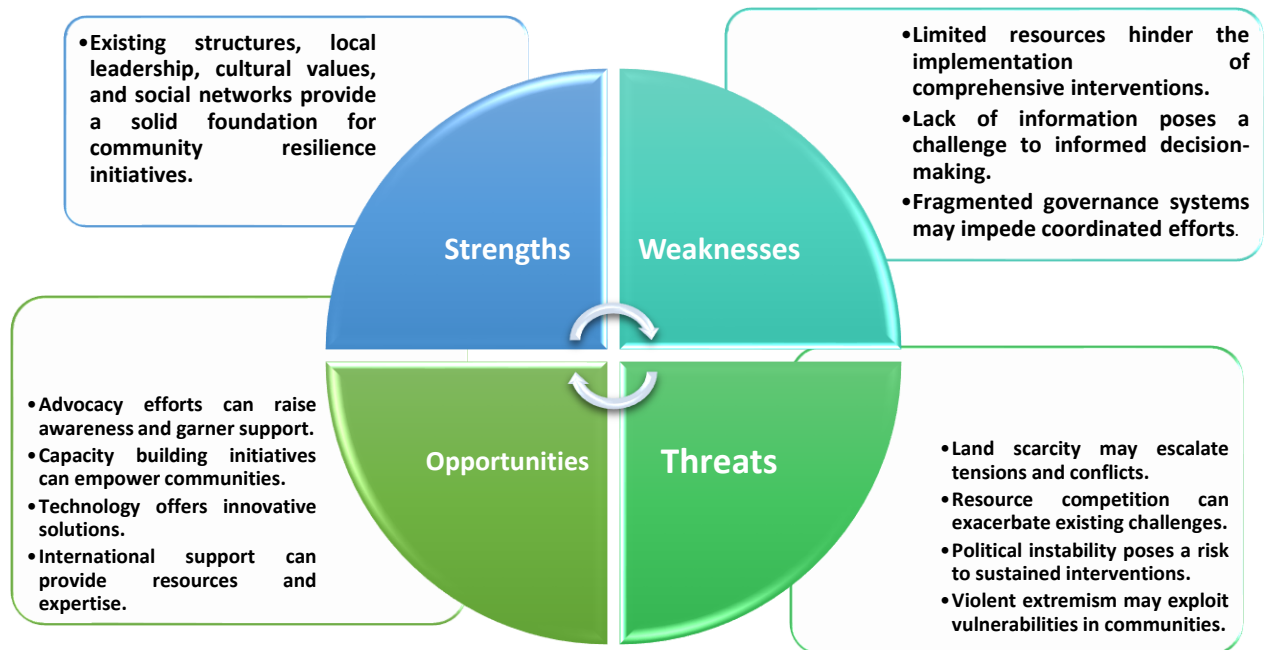 •Existing structures, local
leadership, cultural values,
and social networks provide
a solid foundation for
community resilience
initiatives.
•Limited resources hinder the
implementation of
comprehensive interventions.
•Lack of information poses a
challenge to informed decision-
making.
•Fragmented governance systems
may impede coordinated efforts.
Strengths
Weaknesses
Opportunities
Threats
•Advocacy efforts can raise
awareness and garner support.
•Capacity building initiatives
can empower communities.
•Technology offers innovative
solutions.
•International support can
provide resources and
expertise.
•Land scarcity may escalate
tensions and conflicts.
•Resource competition can
exacerbate existing challenges.
•Political instability poses a risk
to sustained interventions.
•Violent extremism may exploit
vulnerabilities in communities.